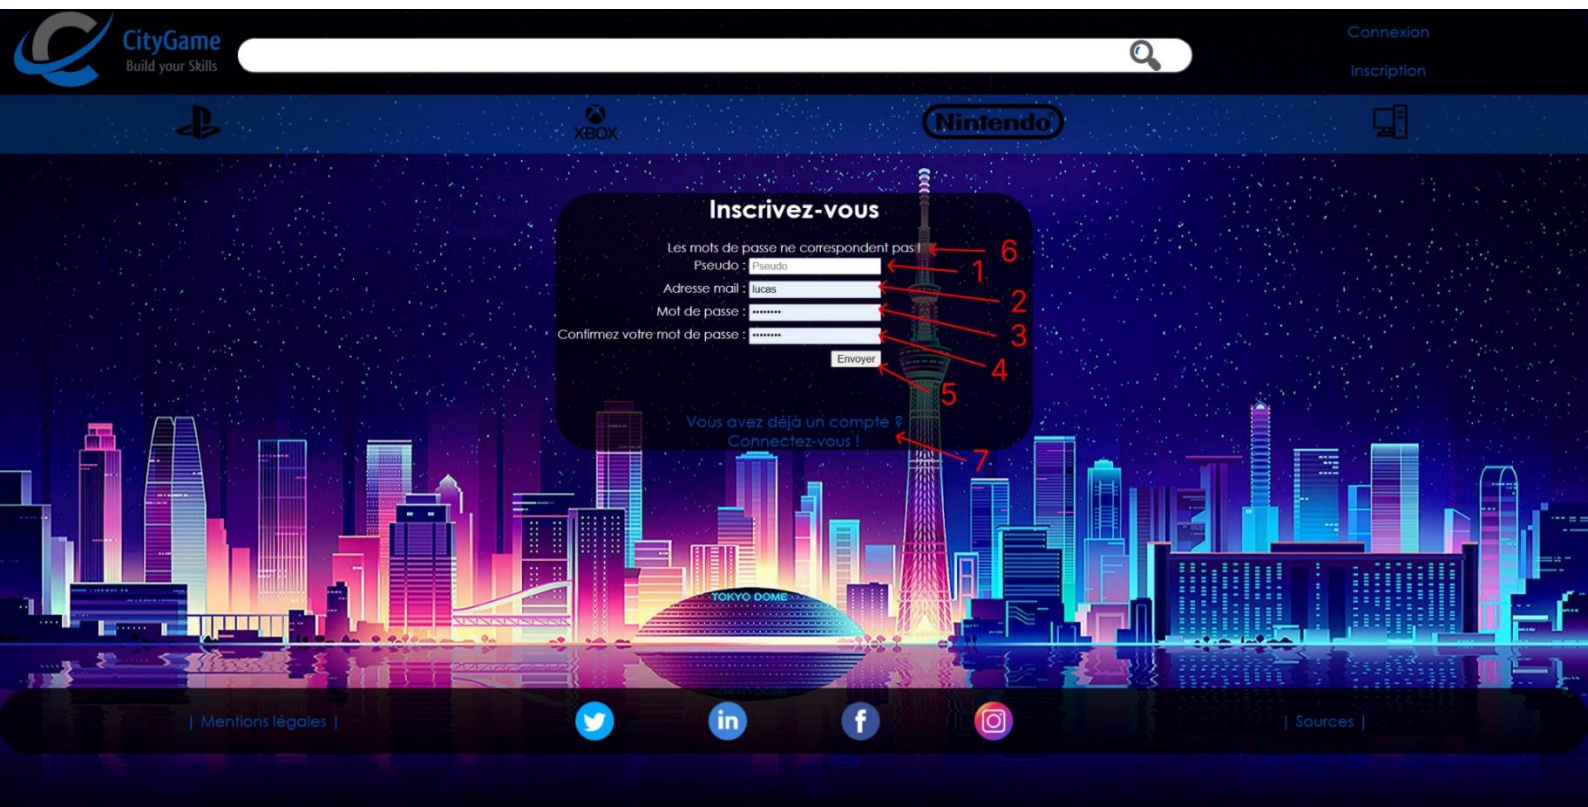 CityGame
Build your Skills
Connexion
Inscription
XBOX
Nintendo
Inscrivez-vous
Les mots de passe ne correspondent pas ! 6
Pseudo : Pseudo 1
Adresse mail : lucas 2
Mot de passe : •••••••• 3
Confirmez votre mot de passe : •••••••• 4
Envoyer 5
Vous avez déjà un compte ?
Connectez-vous ! 7
TOKYO DOME
| Mentions légales |
in
f
| Sources |